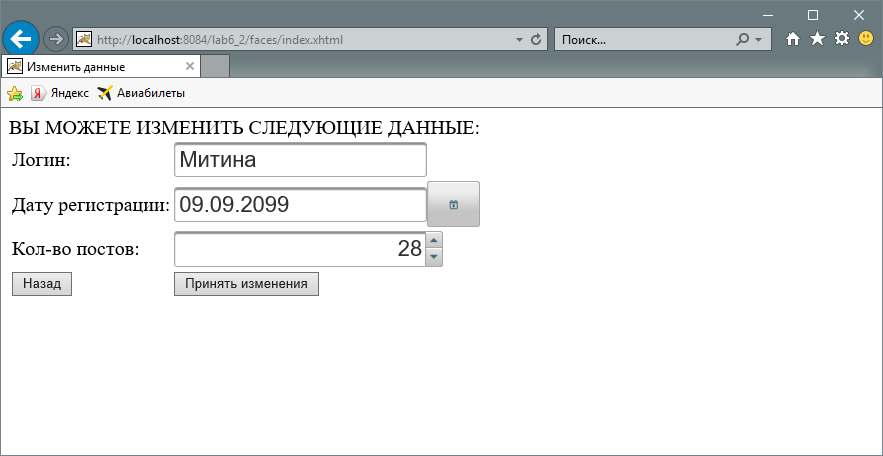 http://localhost:8084/lab6_2/faces/index.xhtml
Поиск...
Изменить данные
Яндекс Авиабилеты
ВЫ МОЖЕТЕ ИЗМЕНИТЬ СЛЕДУЮЩИЕ ДАННЫЕ:
Логин: Митина
Дату регистрации: 09.09.2099
Кол-во постов: 28
Назад Принять изменения